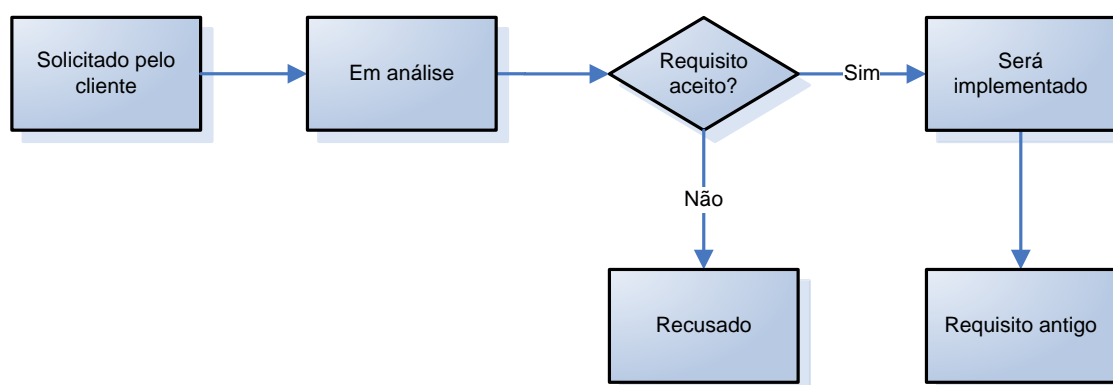 Solicitado pelo
cliente
Em análise
Requisito
aceito?
Sim
Será
implementado
Não
Recusado
Requisito antigo